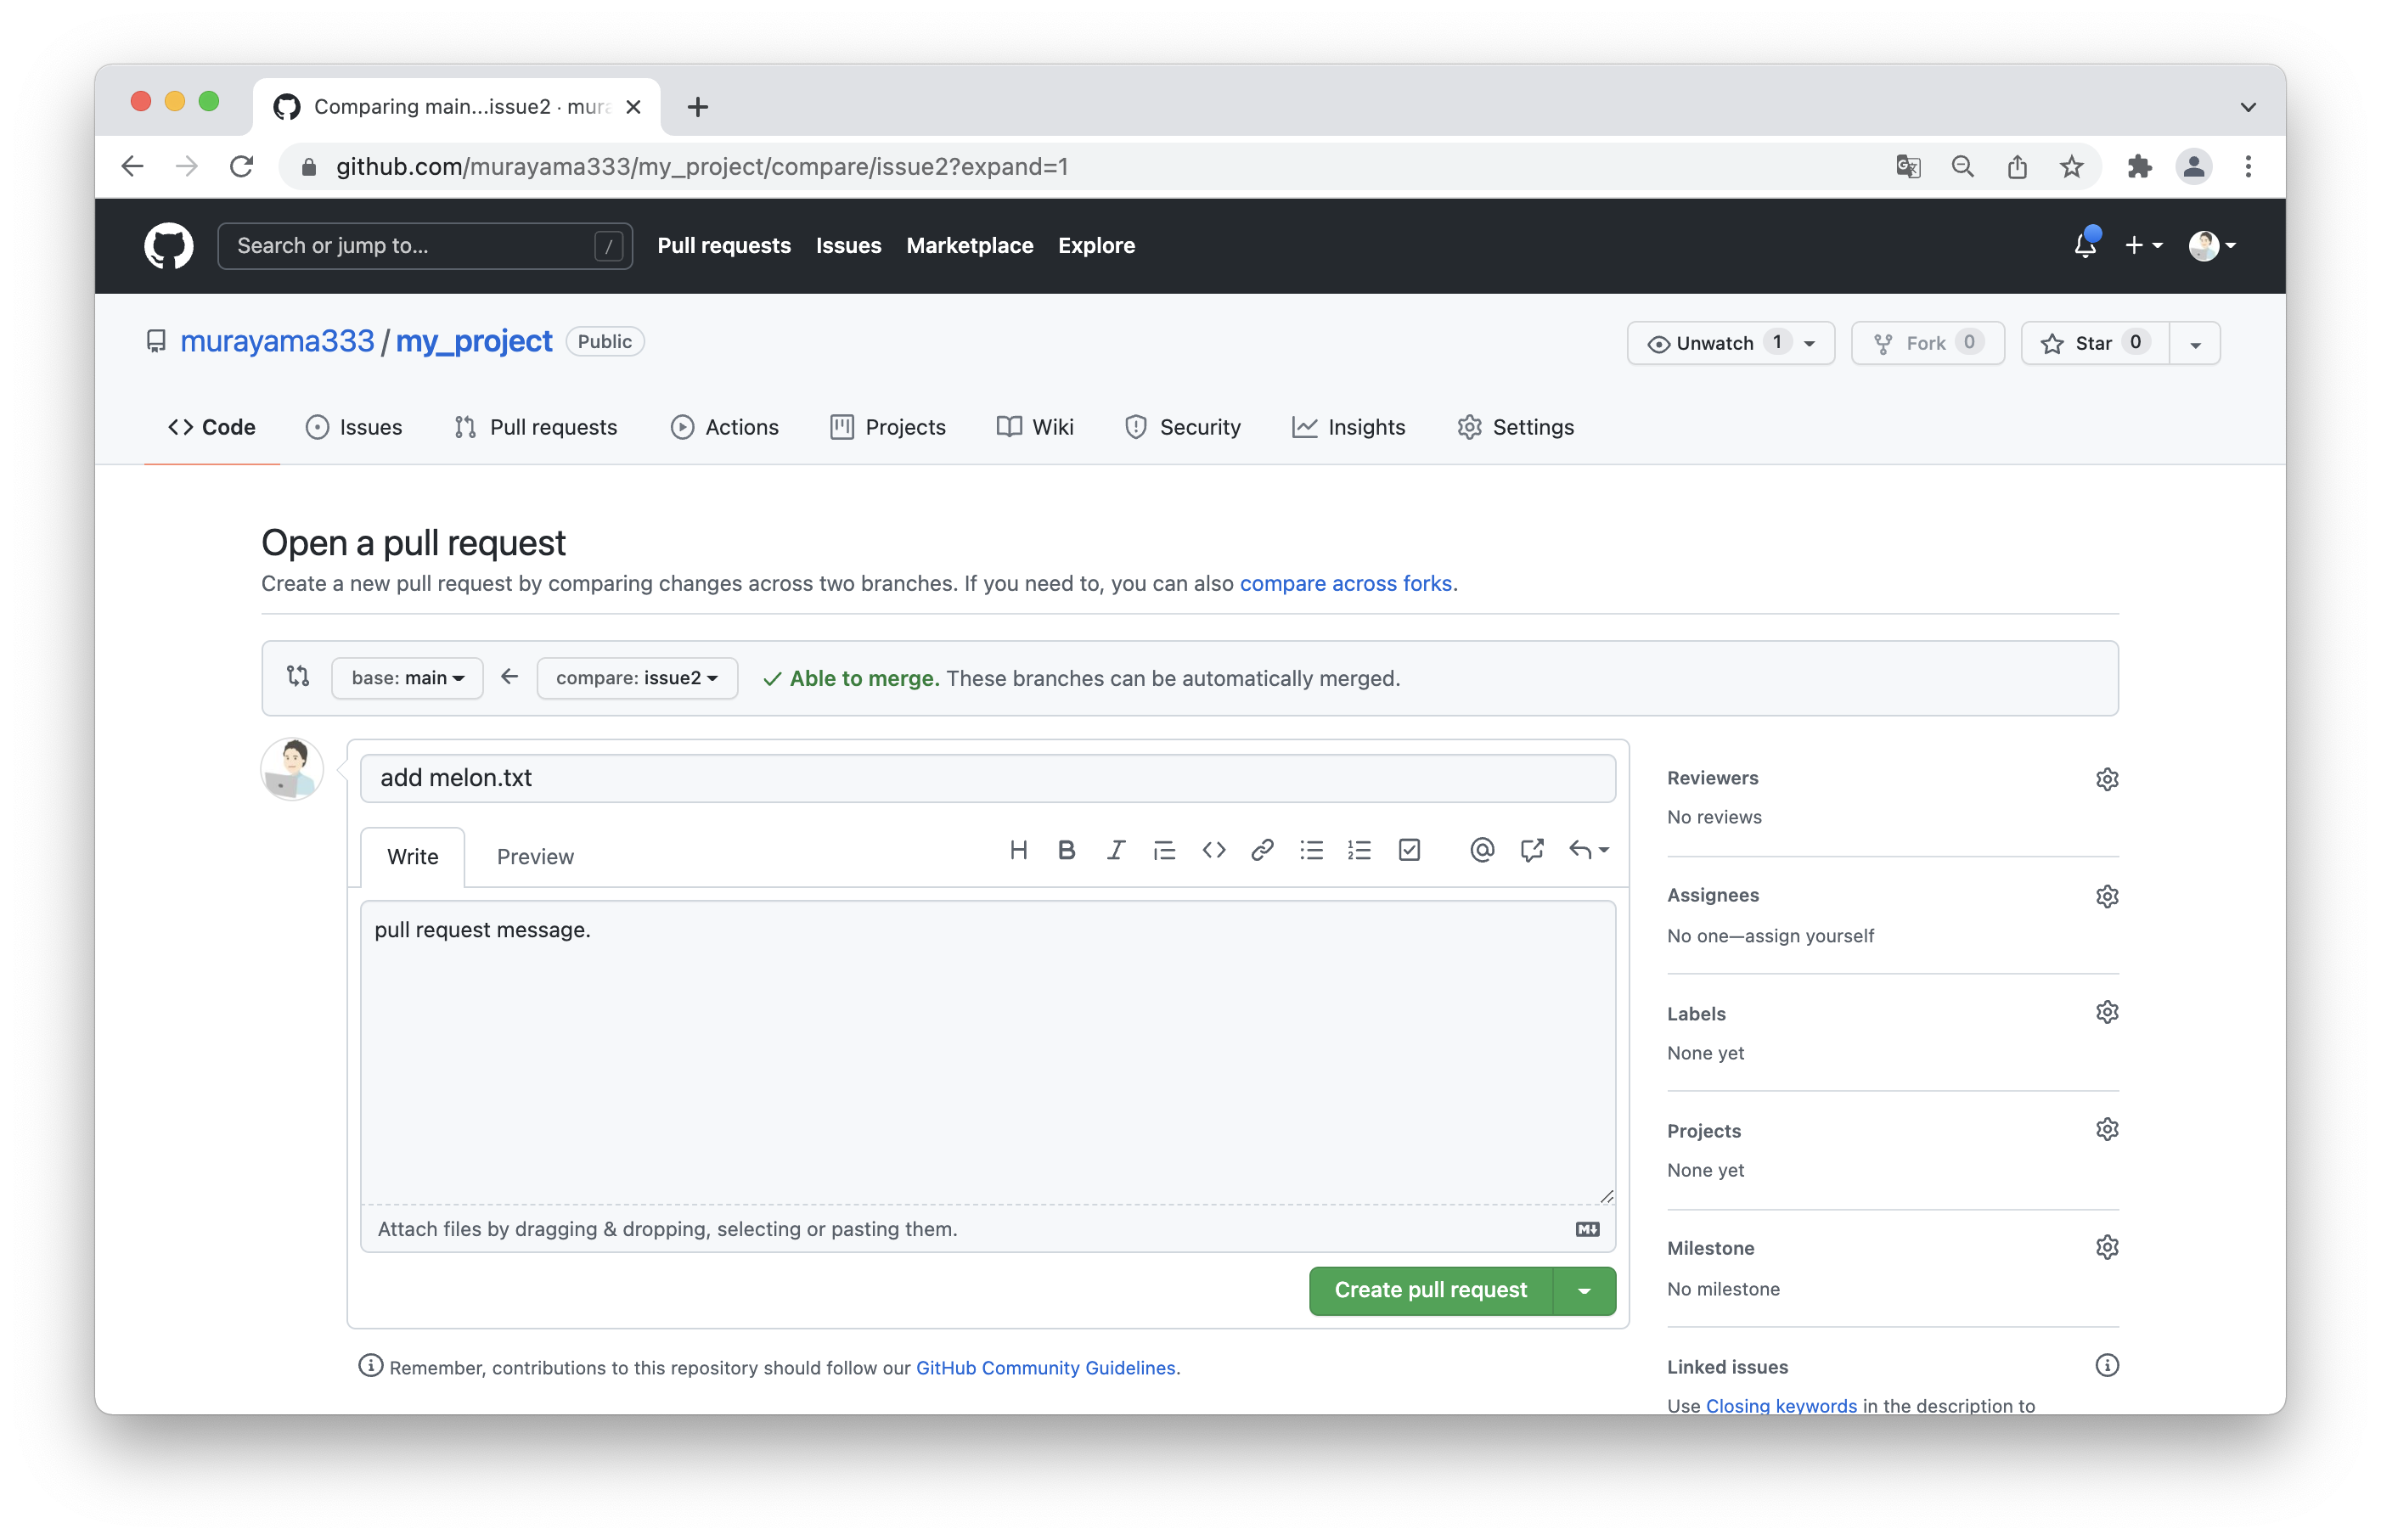 Comparing main...issue2 · mura
github.com/murayama333/my_project/compare/issue2?expand=1
Search or jump to... /
Pull requests Issues Marketplace Explore
murayama333 / my_project Public
Unwatch 1 Fork 0 Star 0
Code Issues Pull requests Actions Projects Wiki Security Insights Settings
Open a pull request
Create a new pull request by comparing changes across two branches. If you need to, you can also compare across forks.
base: main compare: issue2 Able to merge. These branches can be automatically merged.
add melon.txt
Write Preview
pull request message.
Attach files by dragging & dropping, selecting or pasting them.
Create pull request
Remember, contributions to this repository should follow our GitHub Community Guidelines.
Reviewers
No reviews
Assignees
No one—assign yourself
Labels
None yet
Projects
None yet
Milestone
No milestone
Linked issues
Use Closing keywords in the description to